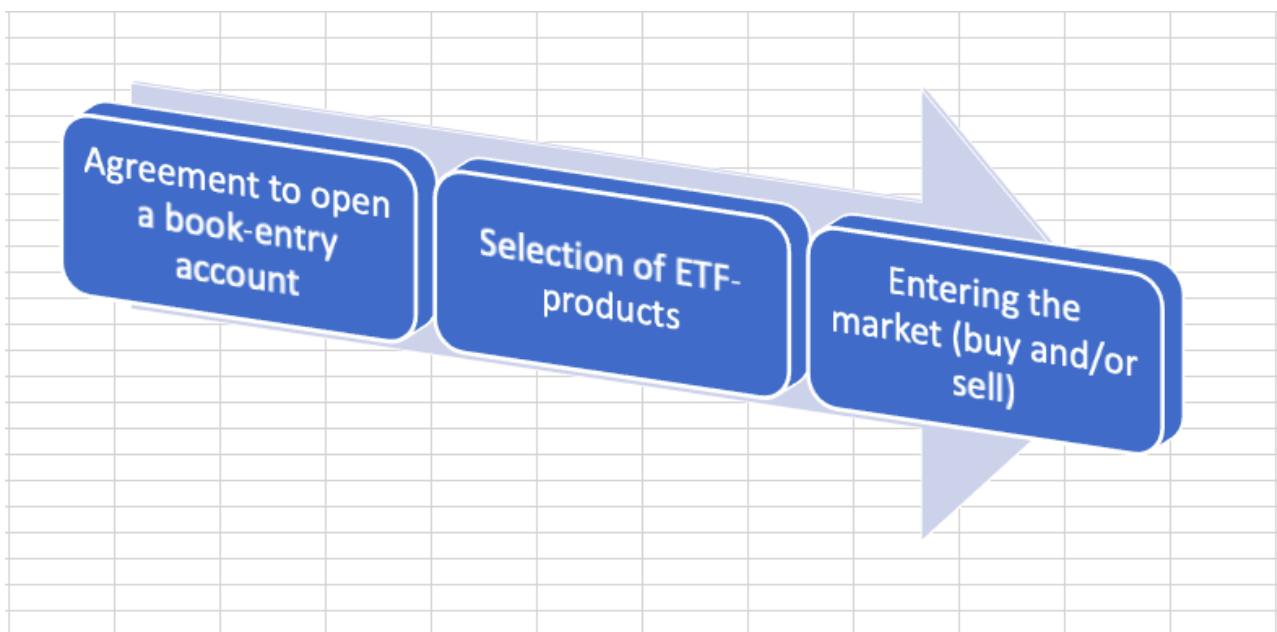 Agreement to open
a book-entry
account
Selection of ETF-
products
Entering the
market (buy and/or
sell)